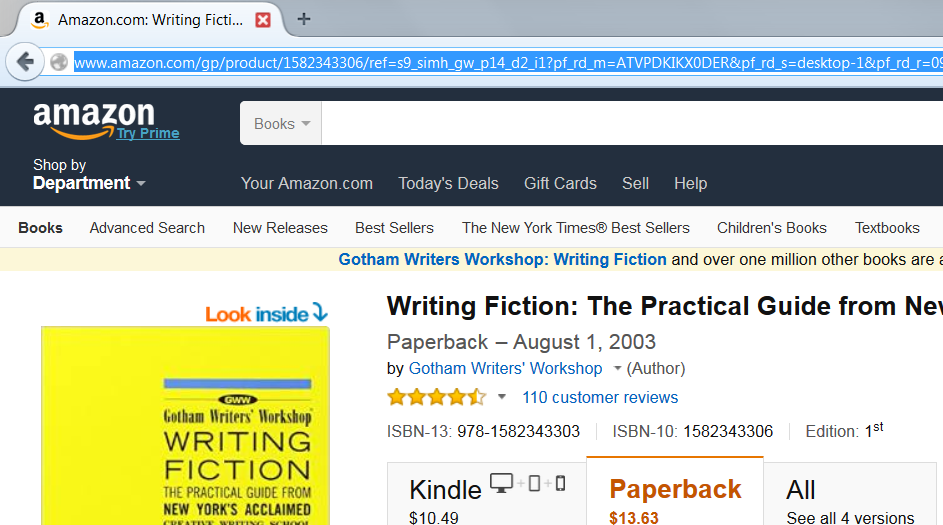 Amazon.com: Writing Ficti...
www.amazon.com/gp/product/1582343306/ref=s9_simh_gw_p14_d2_i1?pf_rd_m=ATVPDKIKX0DER&pf_rd_s=desktop-1&pf_rd_r=09
amazon
Try Prime
Books
Shop by
Department
Your Amazon.com Today's Deals Gift Cards Sell Help
Books Advanced Search New Releases Best Sellers The New York Times® Best Sellers Children's Books Textbooks
Gotham Writers Workshop: Writing Fiction and over one million other books are a
Look inside
GWW
Gotham Writers' Workshop
WRITING
FICTION
THE PRACTICAL GUIDE FROM
NEW YORK'S ACCLAIMED
CREATIVE WRITING SCHOOL
Writing Fiction: The Practical Guide from New
Paperback – August 1, 2003
by Gotham Writers' Workshop (Author)
110 customer reviews
ISBN-13: 978-1582343303 ISBN-10: 1582343306 Edition: 1st
Kindle + +
$10.49
Paperback
$13.63
All
See all 4 versions